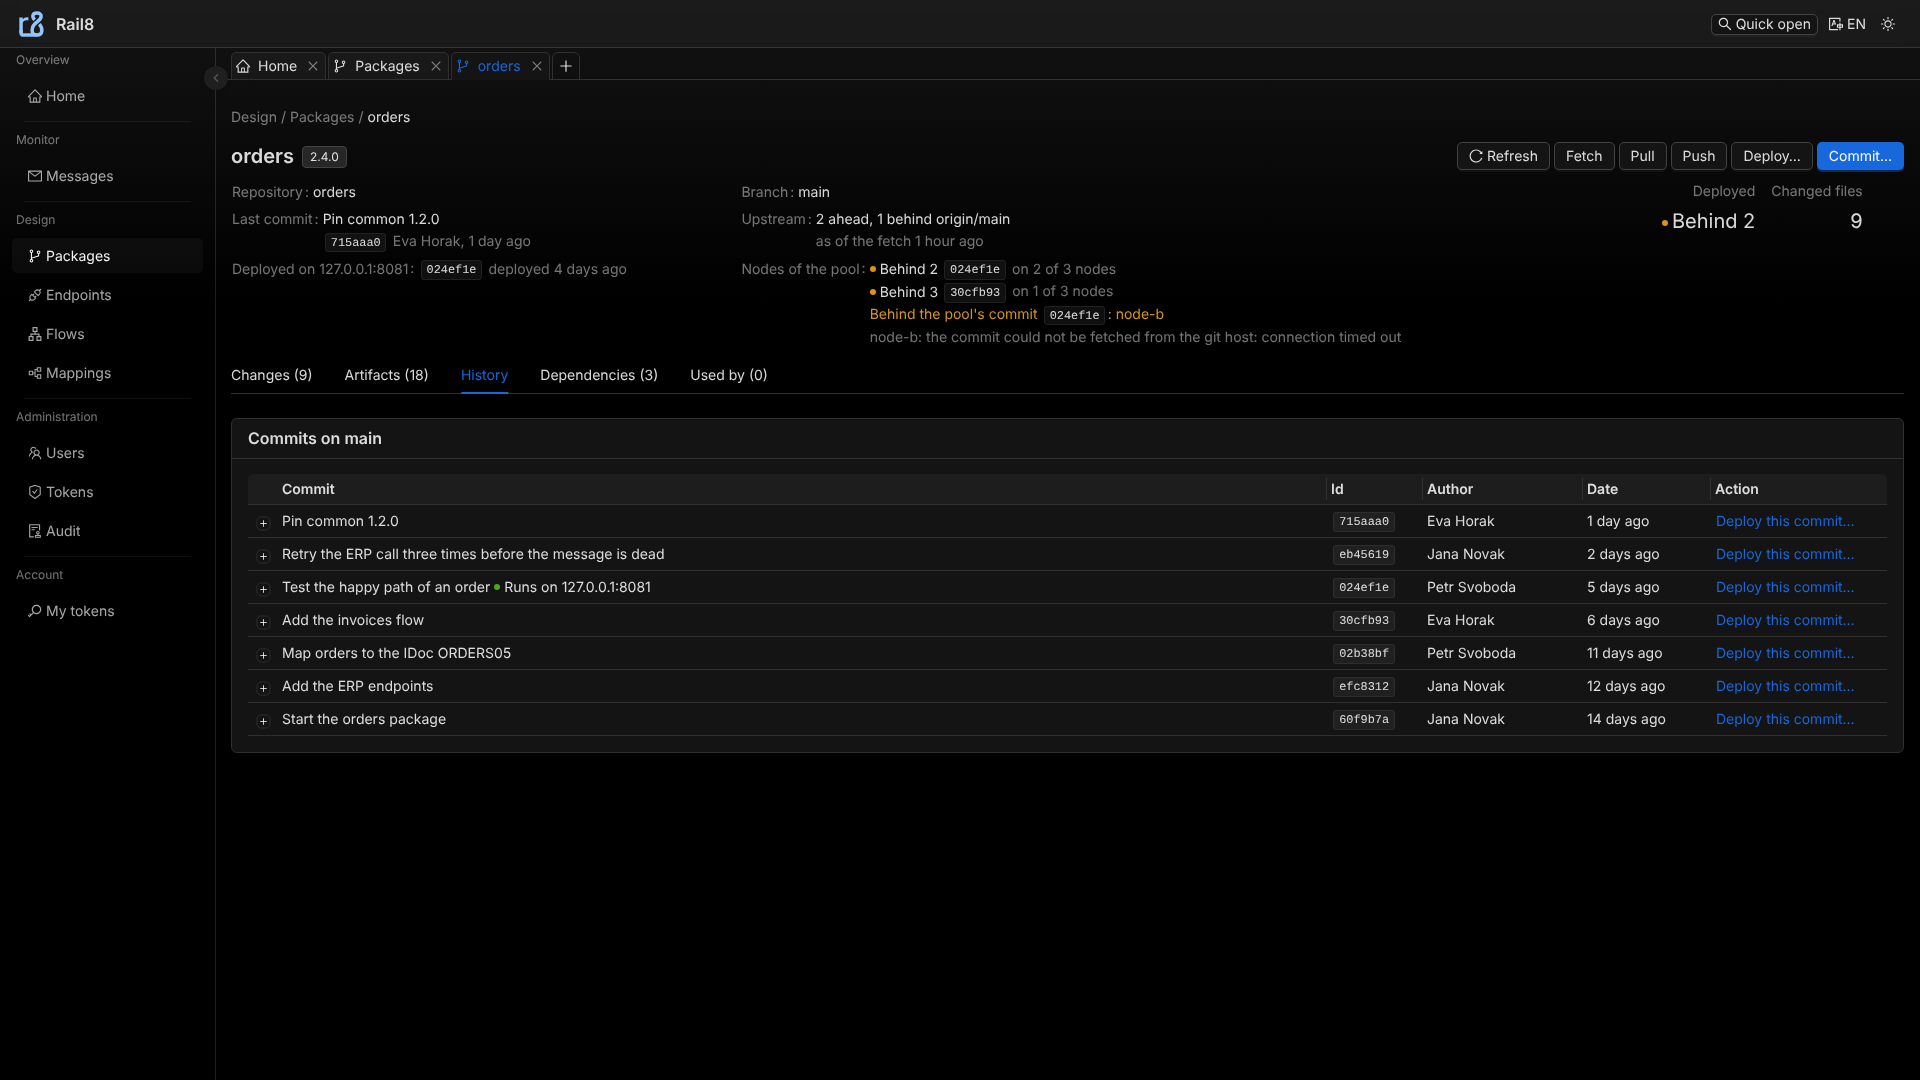 Rail8
Quick open
EN
Overview
Home
Monitor
Messages
Design
Packages
Endpoints
Flows
Mappings
Administration
Users
Tokens
Audit
Account
My tokens
Home
Packages
orders
Design / Packages / orders
orders 2.4.0
Refresh
Fetch
Pull
Push
Deploy...
Commit...
Repository: orders
Branch: main
Deployed
Behind 2
Changed files
9
Last commit: Pin common 1.2.0
715aaa0 Eva Horak, 1 day ago
Upstream: 2 ahead, 1 behind origin/main
as of the fetch 1 hour ago
Deployed on 127.0.0.1:8081: 024ef1e deployed 4 days ago
Nodes of the pool: Behind 2 024ef1e on 2 of 3 nodes
Behind 3 30cfb93 on 1 of 3 nodes
Behind the pool's commit 024ef1e : node-b
node-b: the commit could not be fetched from the git host: connection timed out
Changes (9)
Artifacts (18)
History
Dependencies (3)
Used by (0)
Commits on main
Commit Id Author Date Action
Pin common 1.2.0 715aaa0 Eva Horak 1 day ago Deploy this commit...
Retry the ERP call three times before the message is dead eb45619 Jana Novak 2 days ago Deploy this commit...
Test the happy path of an order Runs on 127.0.0.1:8081 024ef1e Petr Svoboda 5 days ago Deploy this commit...
Add the invoices flow 30cfb93 Eva Horak 6 days ago Deploy this commit...
Map orders to the IDoc ORDERS05 02b38bf Petr Svoboda 11 days ago Deploy this commit...
Add the ERP endpoints efc8312 Jana Novak 12 days ago Deploy this commit...
Start the orders package 60f9b7a Jana Novak 14 days ago Deploy this commit...